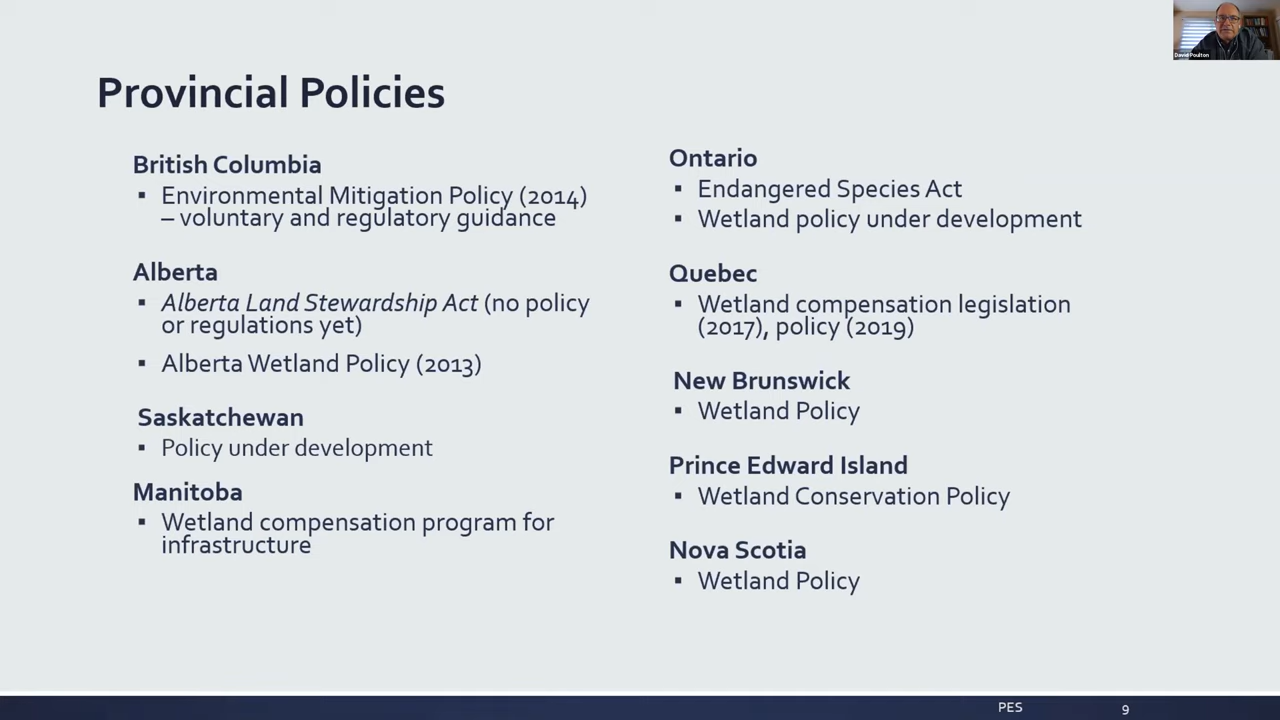 David Poulton
Provincial Policies
British Columbia
▪ Environmental Mitigation Policy (2014)
– voluntary and regulatory guidance
Alberta
▪ Alberta Land Stewardship Act (no policy
or regulations yet)
▪ Alberta Wetland Policy (2013)
Saskatchewan
▪ Policy under development
Manitoba
▪ Wetland compensation program for
infrastructure
Ontario
▪ Endangered Species Act
▪ Wetland policy under development
Quebec
▪ Wetland compensation legislation
(2017), policy (2019)
New Brunswick
▪ Wetland Policy
Prince Edward Island
▪ Wetland Conservation Policy
Nova Scotia
▪ Wetland Policy
PES
9